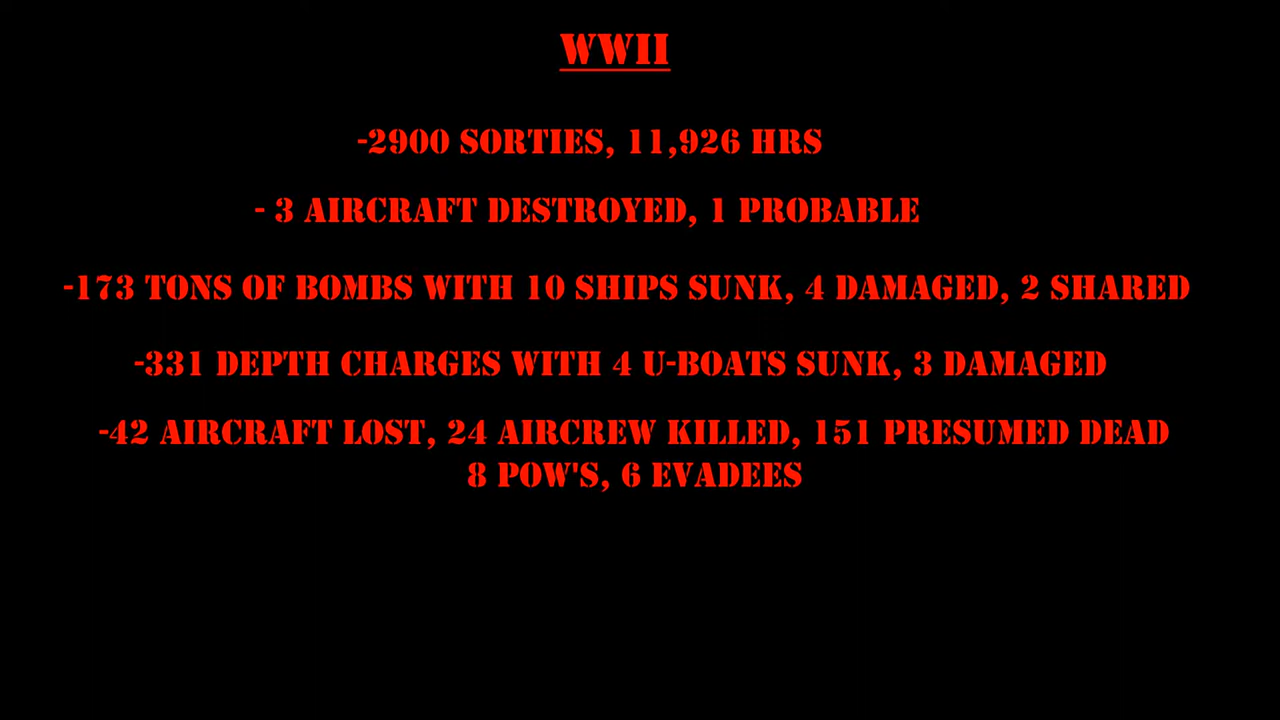 WWII
-2900 SORTIES, 11,926 HRS
- 3 AIRCRAFT DESTROYED, 1 PROBABLE
-173 TONS OF BOMBS WITH 10 SHIPS SUNK, 4 DAMAGED, 2 SHARED
-331 DEPTH CHARGES WITH 4 U-BOATS SUNK, 3 DAMAGED
-42 AIRCRAFT LOST, 24 AIRCREW KILLED, 151 PRESUMED DEAD
8 POW'S, 6 EVADEES